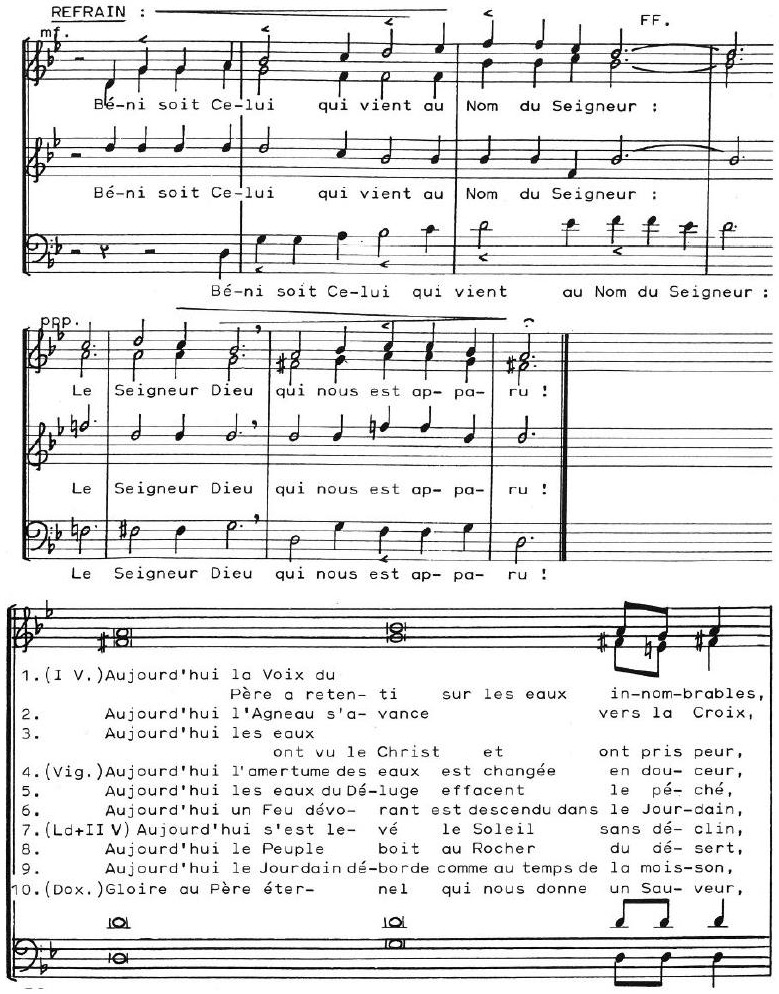 REFRAIN :
mf.
FF.
Bé-ni soit Ce-lui qui vient au Nom du Seigneur :
Bé-ni soit Ce-lui qui vient au Nom du Seigneur :
Bé-ni soit Ce-lui qui vient au Nom du Seigneur :
ppp.
Le Seigneur Dieu qui nous est ap- pa- ru !
Le Seigneur Dieu qui nous est ap- pa- ru !
Le Seigneur Dieu qui nous est ap- pa- ru !
1.(I V.)Aujourd'hui la Voix du
Père a reten- ti sur les eaux in-nom-brables,
2. Aujourd'hui l'Agneau s'a- vance vers la Croix,
3. Aujourd'hui les eaux
ont vu le Christ et ont pris peur,
4.(Vig.)Aujourd'hui l'amertume des eaux est changée en dou- ceur,
5. Aujourd'hui les eaux du Dé- luge effacent le pé- ché,
6. Aujourd'hui un Feu dévo- rant est descendu dans le Jour-dain,
7.(Ld+II V) Aujourd'hui s'est le- vé le Soleil sans dé- clin,
8. Aujourd'hui le Peuple boit au Rocher du dé- sert,
9. Aujourd'hui le Jourdain dé-borde comme au temps de la mois-son,
10.(Dox.)Gloire au Père éter- nel qui nous donne un Sau- veur,